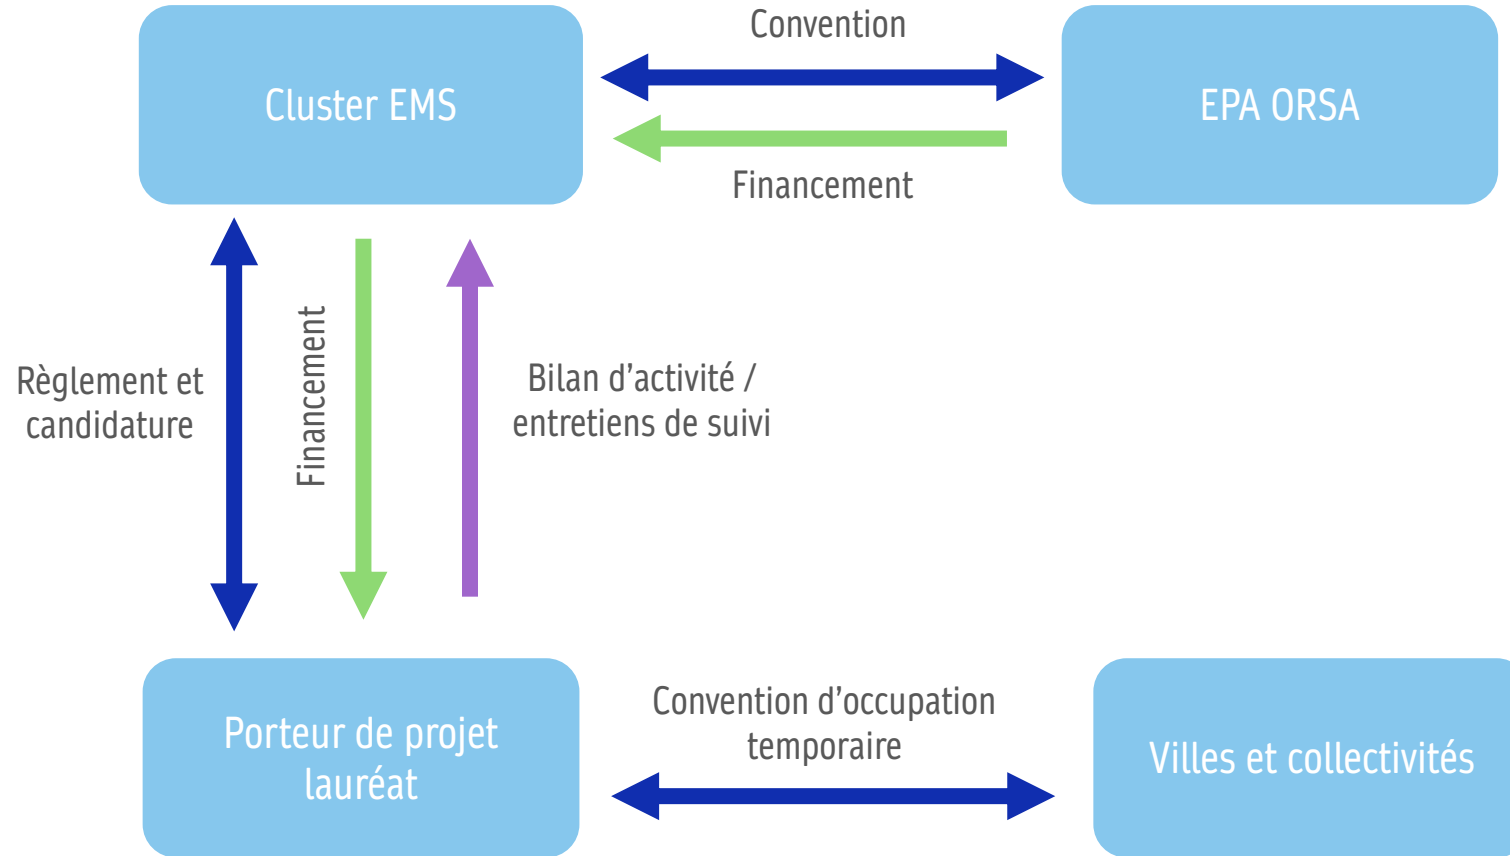 Convention
Cluster EMS
EPA ORSA
Financement
Règlement et
candidature
Financement
Bilan d’activité /
entretiens de suivi
Porteur de projet
lauréat
Convention d’occupation
temporaire
Villes et collectivités